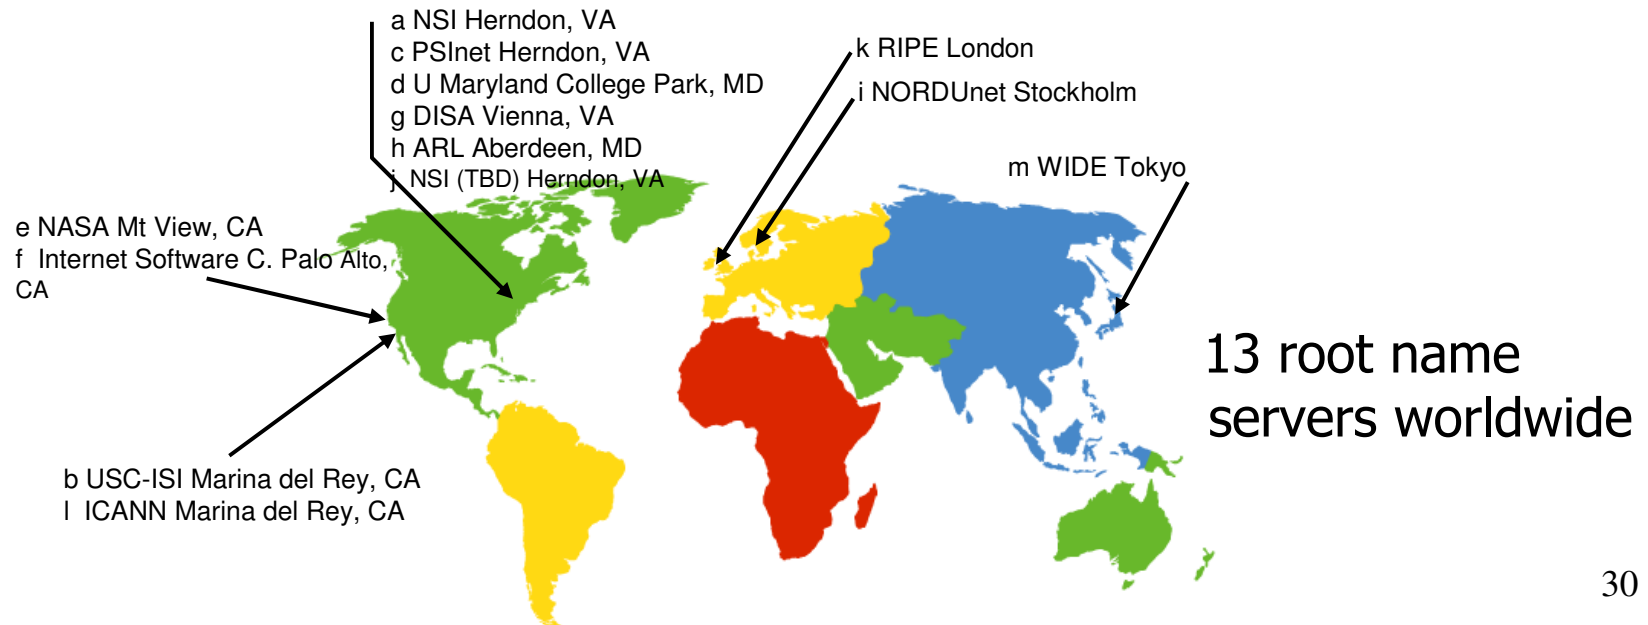 a NSI Herndon, VA
c PSInet Herndon, VA
d U Maryland College Park, MD
g DISA Vienna, VA
h ARL Aberdeen, MD
j NSI (TBD) Herndon, VA
k RIPE London
i NORDUnet Stockholm
m WIDE Tokyo
e NASA Mt View, CA
f Internet Software C. Palo Alto,
CA
b USC-ISI Marina del Rey, CA
l ICANN Marina del Rey, CA
13 root name
servers worldwide
30